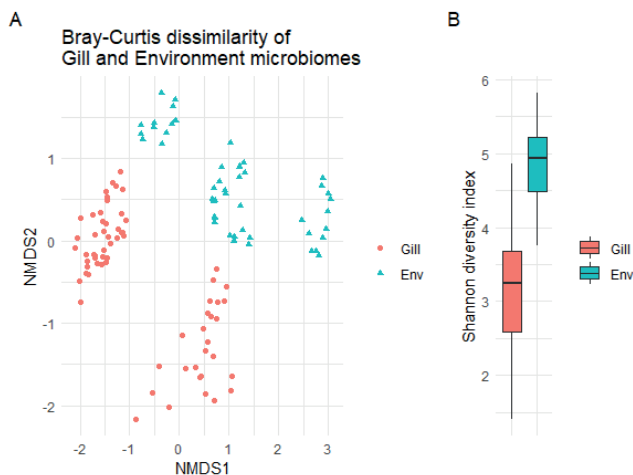 A
Bray-Curtis dissimilarity of
Gill and Environment microbiomes
NMDS2
1
0
-1
-2
-2
-1
0
1
2
3
NMDS1
Gill
Env
B
Shannon diversity index
6
5
4
3
2
Gill
Env